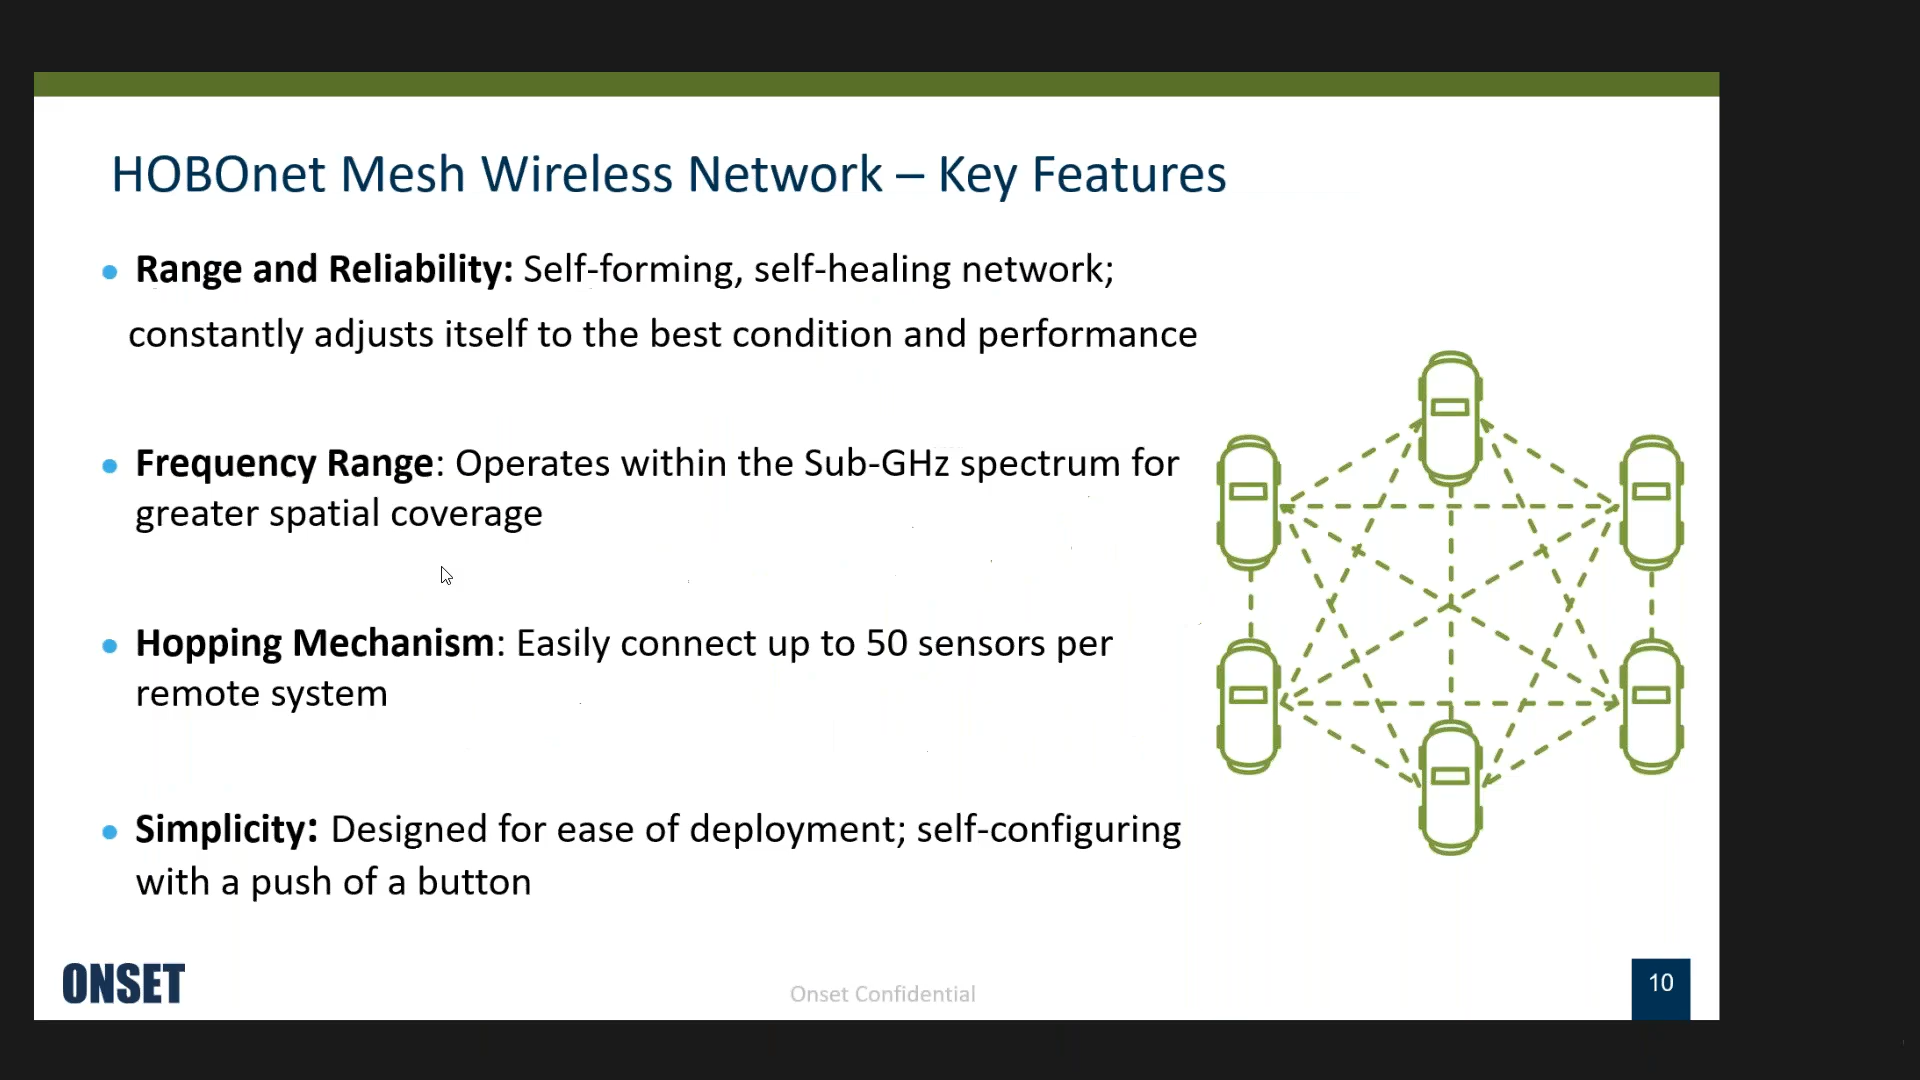 HOBOnet Mesh Wireless Network – Key Features
Range and Reliability: Self-forming, self-healing network;
constantly adjusts itself to the best condition and performance
Frequency Range: Operates within the Sub-GHz spectrum for
greater spatial coverage
Hopping Mechanism: Easily connect up to 50 sensors per
remote system
Simplicity: Designed for ease of deployment; self-configuring
with a push of a button
ONSET
Onset Confidential
10